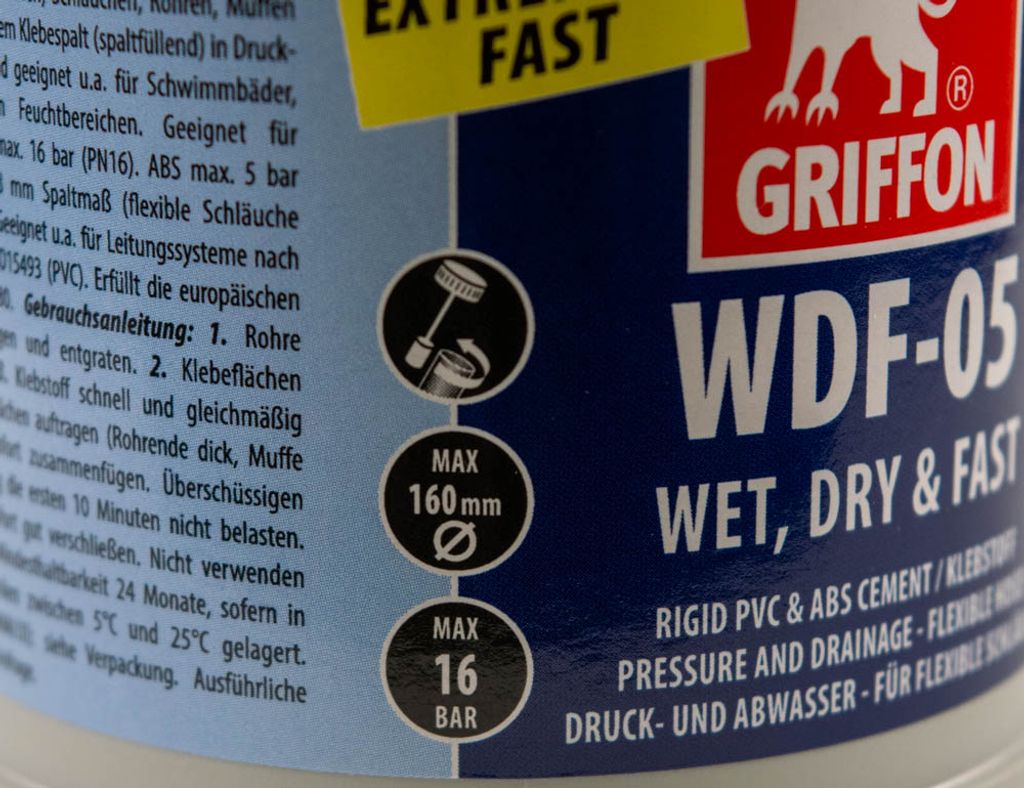 Schläuchen, Rohren, Muffen
Klebespalt (spaltfüllend) in Druck-
geeignet u.a. für Schwimmbäder,
Feuchtbereichen. Geeignet für
max. 16 bar (PN16). ABS max. 5 bar
mm Spaltmaß (flexible Schläuche
Geeignet u.a. für Leitungssysteme nach
(PVC). Erfüllt die europäischen
Gebrauchsanleitung: 1. Rohre
und entgraten. 2. Klebeflächen
Klebstoff schnell und gleichmäßig
auftragen (Rohrende dick, Muffe
zusammenfügen. Überschüssigen
die ersten 10 Minuten nicht belasten.
gut verschließen. Nicht verwenden
24 Monate, sofern in
zwischen 5°C und 25°C gelagert.
siehe Verpackung. Ausführliche
MAX
160 mm
Ø
MAX
16
BAR
FAST
®
GRIFFON
WDF-05
WET, DRY & FAST
RIGID PVC & ABS CEMENT / KLEBSTOFF
PRESSURE AND DRAINAGE - FLEXIBLE
DRUCK- UND ABWASSER - FÜR FLEXIBLE